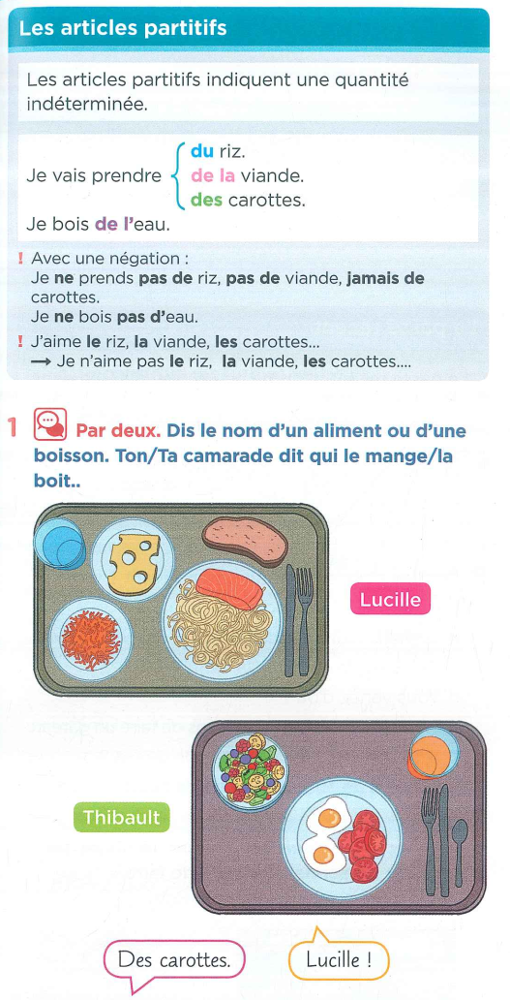 Les articles partitifs
Les articles partitifs indiquent une quantité
indéterminée.
Je vais prendre
du riz.
de la viande.
des carottes.
Je bois de l'eau.
! Avec une négation :
Je ne prends pas de riz, pas de viande, jamais de
carottes.
Je ne bois pas d'eau.
! J'aime le riz, la viande, les carottes...
→ Je n'aime pas le riz, la viande, les carottes....
1 Par deux. Dis le nom d'un aliment ou d'une
boisson. Ton/Ta camarade dit qui le mange/la
boit..
Lucille
Thibault
Des carottes.
Lucille !